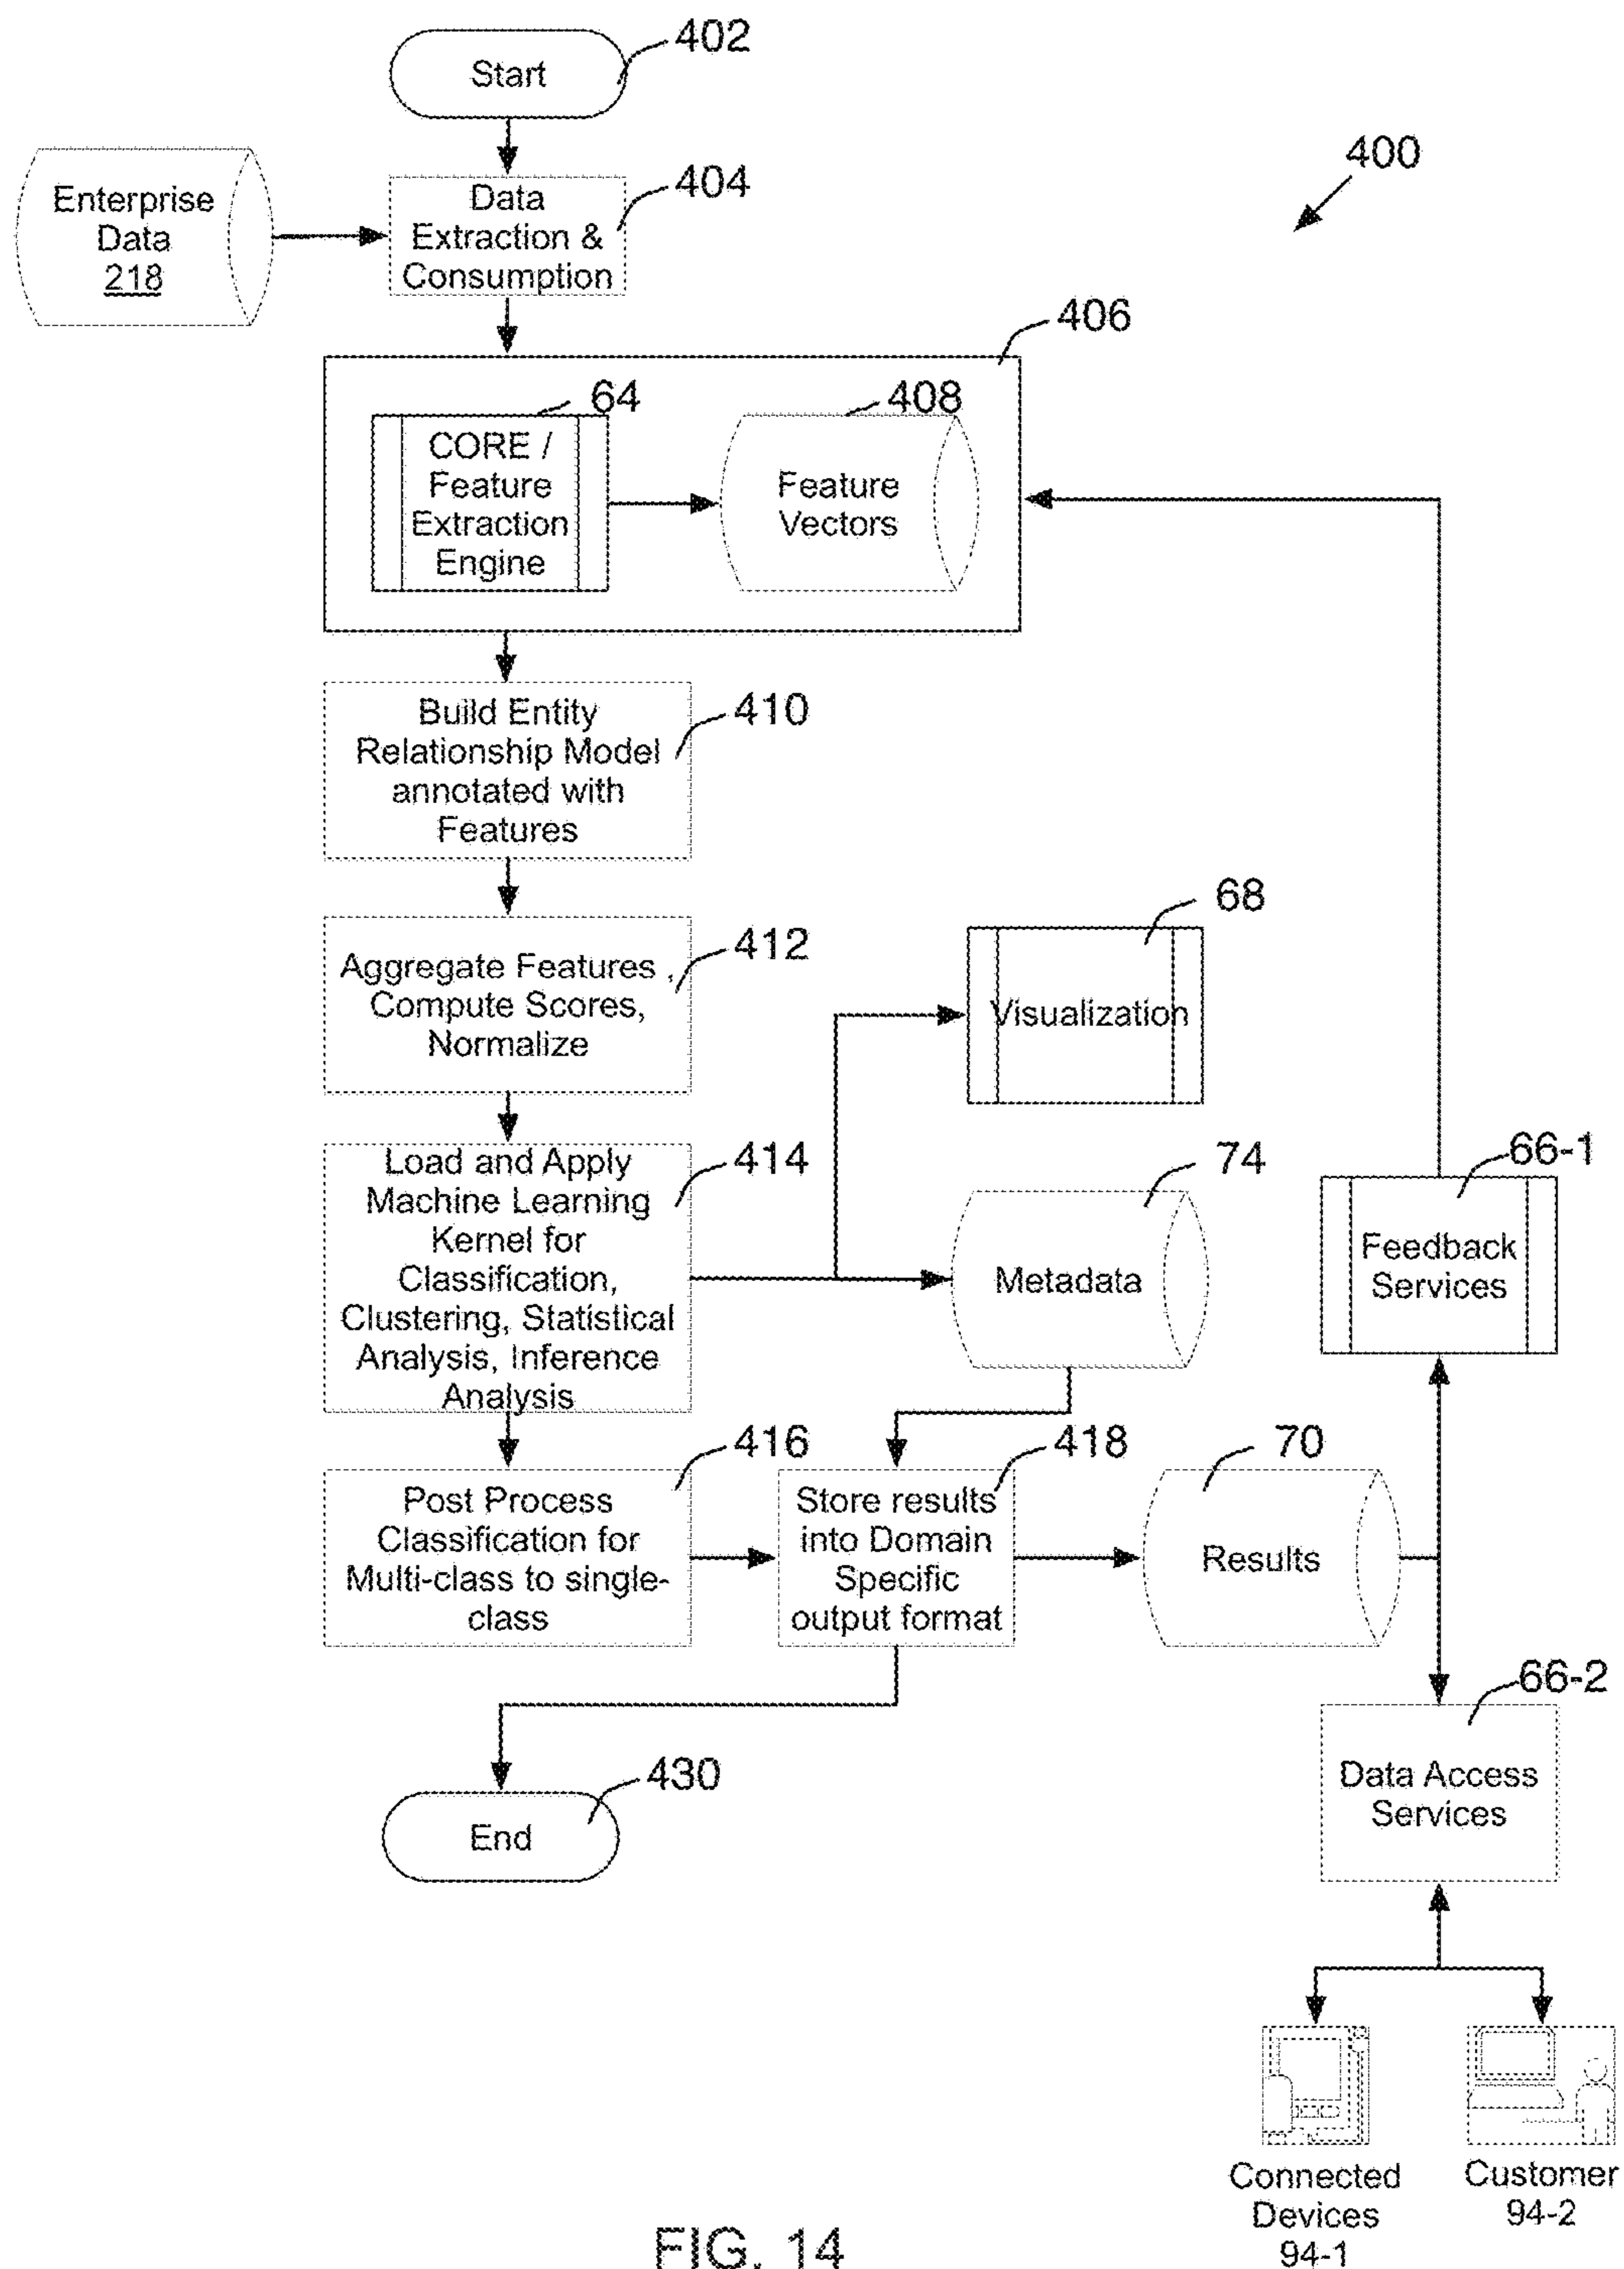 402
Start
400
404
Enterprise
Data
218
Data
Extraction &
Consumption
406
64
408
CORE /
Feature
Extraction
Engine
Feature
Vectors
410
Build Entity
Relationship Model
annotated with
Features
68
412
Aggregate Features ,
Compute Scores,
Normalize
Visualization
414
Load and Apply
Machine Learning
Kernel for
Classification,
Clustering, Statistical
Analysis, Inference
Analysis
74
Metadata
66-1
Feedback
Services
416
Post Process
Classification for
Multi-class to single-
class
418
Store results
into Domain
Specific
output format
70
Results
66-2
Data Access
Services
430
End
Connected
Devices
94-1
Customer
94-2
FIG. 14